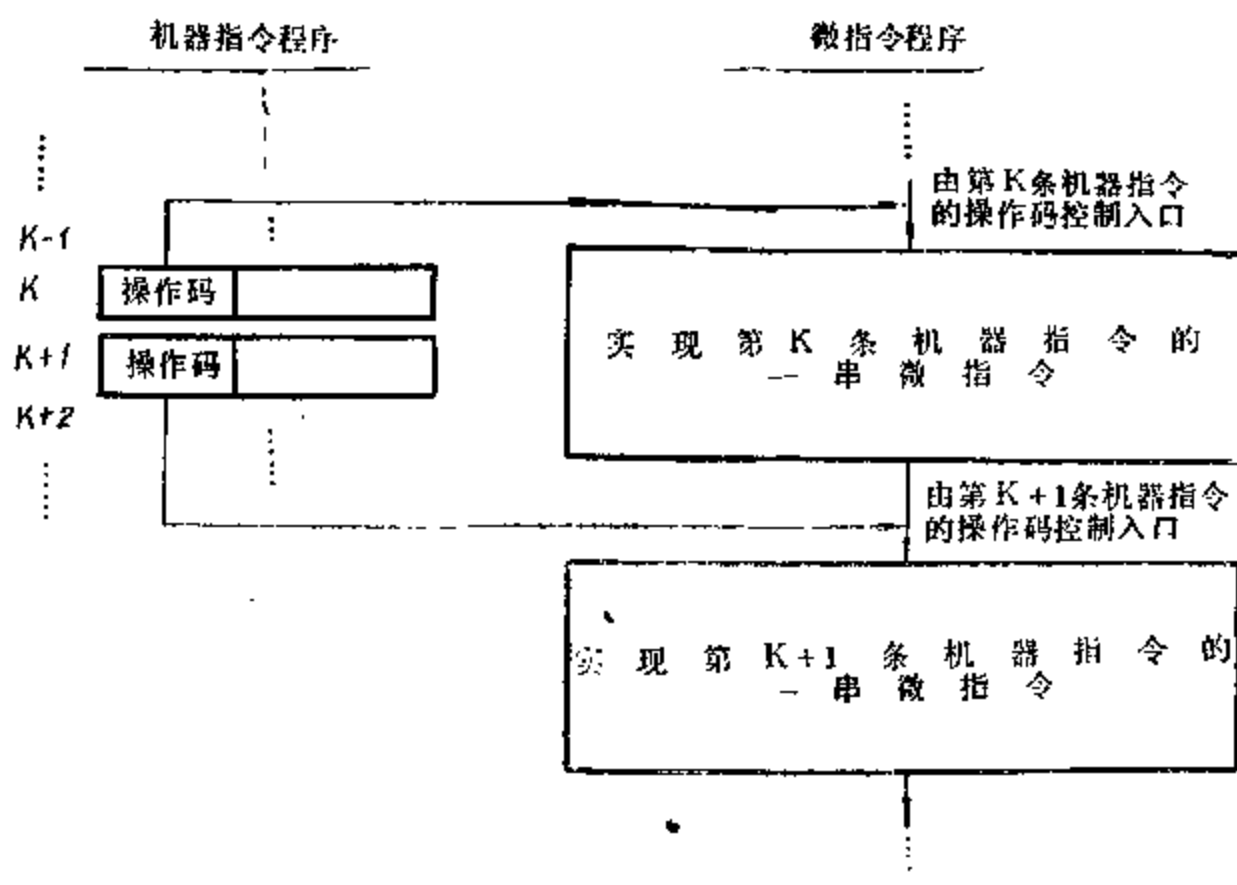 机器指令程序
微指令程序
由第K条机器指令
的操作码控制入口
K-1
K
操作码
K+1
操作码
K+2
实现第K条机器指令的
一串微指令
由第K+1条机器指令
的操作码控制入口
实现第K+1条机器指令的
一串微指令